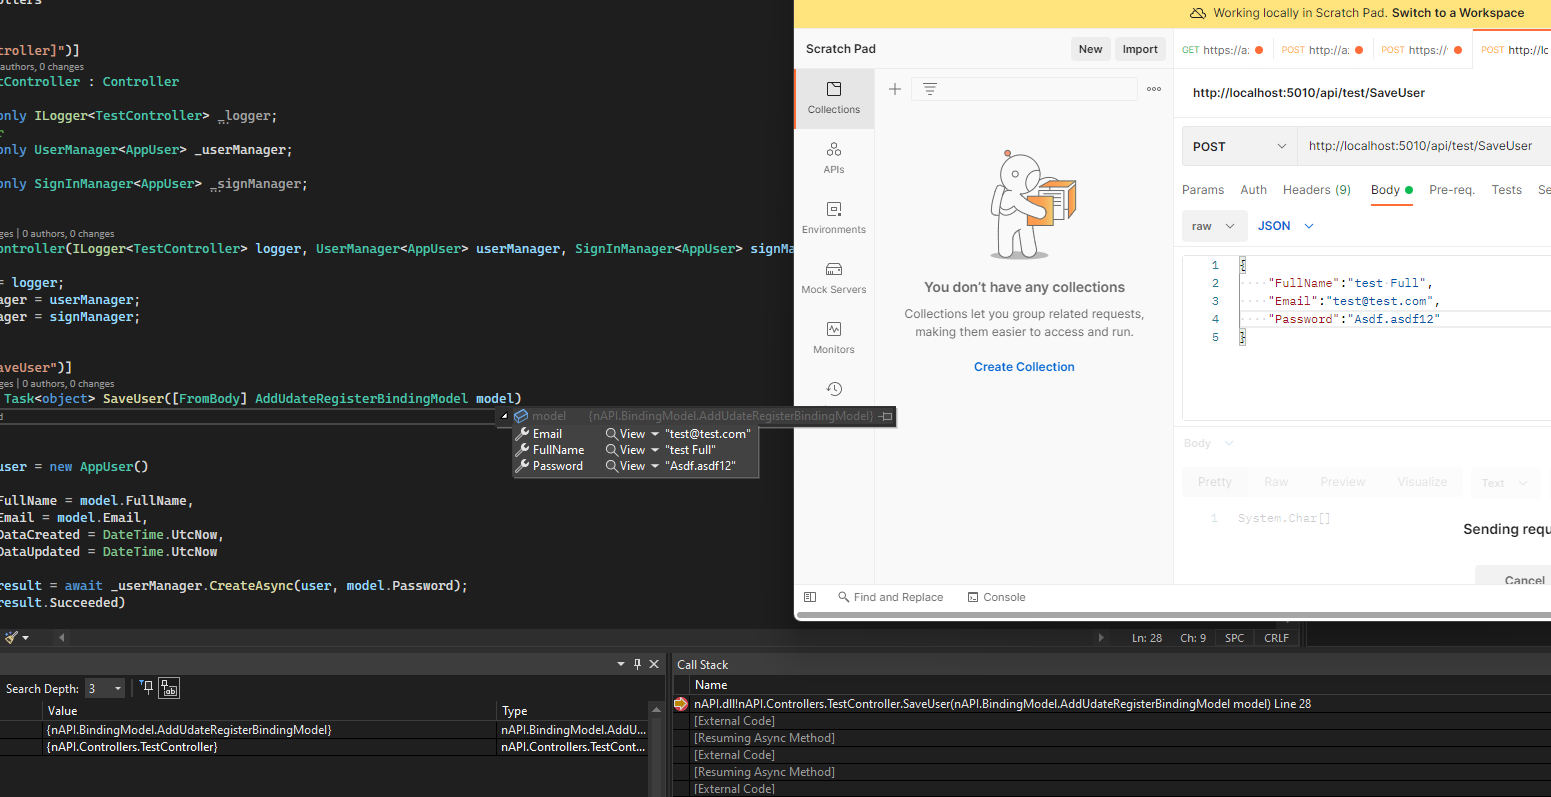 ollers
troller]")]
authors, 0 changes
tController : Controller
only ILogger<TestController> _logger;
r
only UserManager<AppUser> _userManager;
only SignInManager<AppUser> _signManager;
ges | 0 authors, 0 changes
ontroller(ILogger<TestController> logger, UserManager<AppUser> userManager, SignInManager<AppUser> signMa
= logger;
ager = userManager;
ager = signManager;
aveUser")]
ges | 0 authors, 0 changes
Task<object> SaveUser([FromBody] AddUdateRegisterBindingModel model)
d
model {nAPI.BindingModel.AddUdateRegisterBindingModel}
Email View "test@test.com"
FullName View "test Full"
Password View "Asdf.asdf12"
user = new AppUser()
FullName = model.FullName,
Email = model.Email,
DataCreated = DateTime.UtcNow,
DataUpdated = DateTime.UtcNow
result = await _userManager.CreateAsync(user, model.Password);
result.Succeeded)
Ln: 28 Ch: 9 SPC CRLF
Working locally in Scratch Pad. Switch to a Workspace
Scratch Pad New Import
GET https://a: POST http://a: POST https:/ POST http://lo
Collections
APIs
Environments
Mock Servers
Monitors
You don't have any collections
Collections let you group related requests,
making them easier to access and run.
Create Collection
http://localhost:5010/api/test/SaveUser
POST http://localhost:5010/api/test/SaveUser
Params Auth Headers (9) Body Pre-req. Tests Se
raw JSON
1 {
2 "FullName":"test Full",
3 "Email":"test@test.com",
4 "Password":"Asdf.asdf12"
5 }
Body
Pretty Raw Preview Visualize Text
1 System.Char[]
Sending requ
Cancel
Find and Replace Console
Search Depth: 3
Value Type
{nAPI.BindingModel.AddUdateRegisterBindingModel} nAPI.BindingModel.AddU...
{nAPI.Controllers.TestController} nAPI.Controllers.TestCont...
Call Stack
Name
nAPI.dll!nAPI.Controllers.TestController.SaveUser(nAPI.BindingModel.AddUdateRegisterBindingModel model) Line 28
[External Code]
[Resuming Async Method]
[External Code]
[Resuming Async Method]
[External Code]